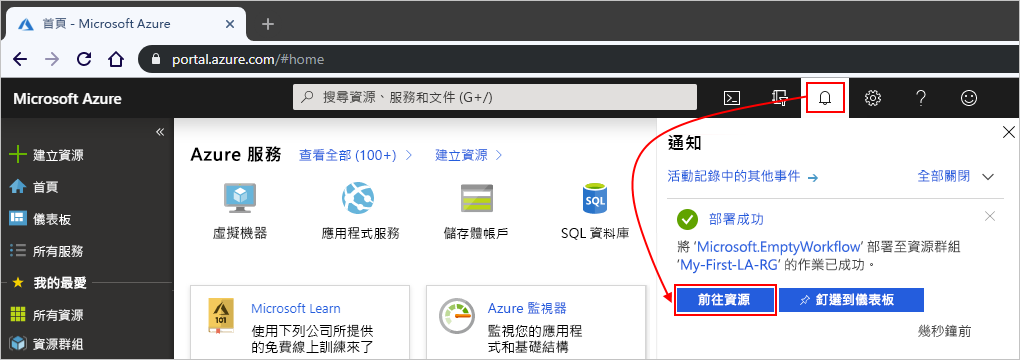 首頁 - Microsoft Azure
portal.azure.com/#home
Microsoft Azure
搜尋資源、服務和文件 (G+/)
建立資源
首頁
儀表板
所有服務
我的最愛
所有資源
資源群組
Azure 服務
查看全部 (100+)
建立資源
虛擬機器
應用程式服務
儲存體帳戶
SQL
SQL 資料庫
101
Microsoft Learn
使用下列公司所提供
的免費線上訓練來了
Azure 監視器
監視您的應用程
式和基礎結構
通知
活動記錄中的其他事件
全部關閉
部署成功
將 'Microsoft.EmptyWorkflow' 部署至資源群組
'My-First-LA-RG' 的作業已成功。
前往資源
釘選到儀表板
幾秒鐘前